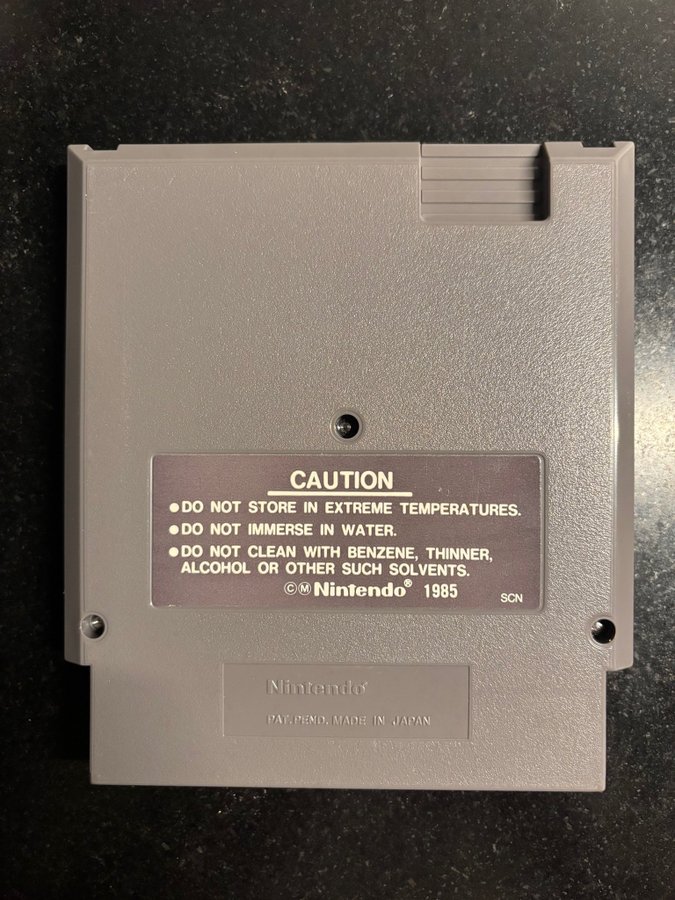 CAUTION
●DO NOT STORE IN EXTREME TEMPERATURES.
●DO NOT IMMERSE IN WATER.
●DO NOT CLEAN WITH BENZENE, THINNER,
ALCOHOL OR OTHER SUCH SOLVENTS.
©Ⓜ Nintendo® 1985 SCN
Nintendo®
PAT.PEND. MADE IN JAPAN